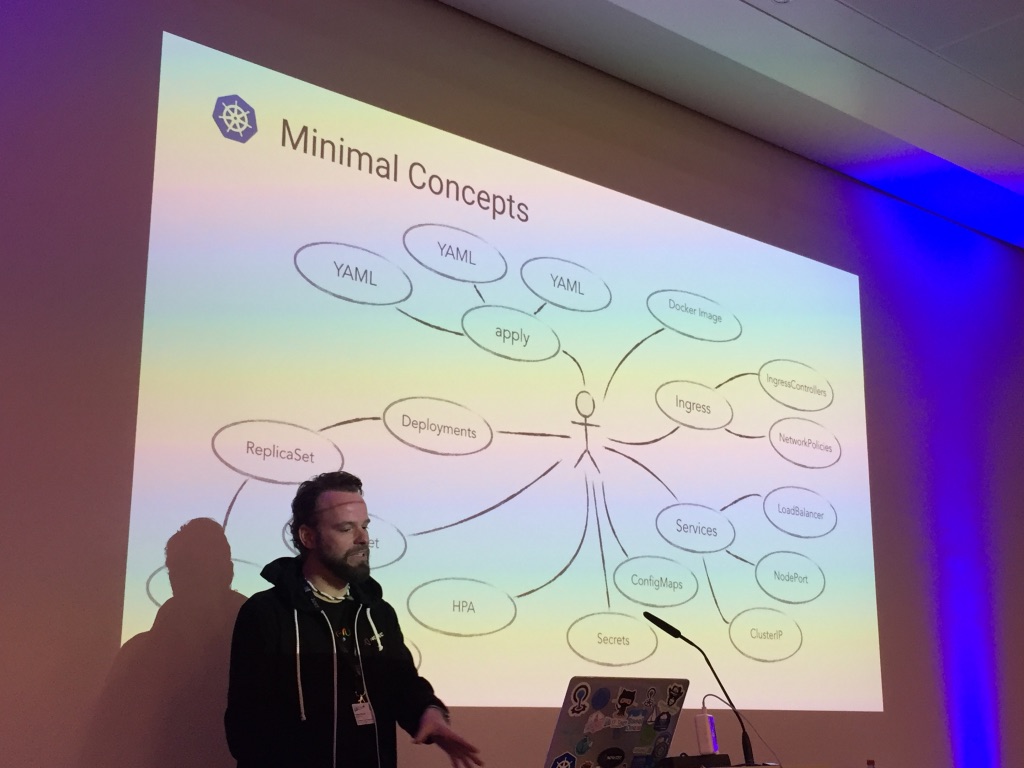 Minimal Concepts
YAML
YAML
YAML
apply
Docker Image
IngressControllers
Ingress
NetworkPolicies
Deployments
ReplicaSet
LoadBalancer
Services
et
NodePort
ConfigMaps
HPA
Secrets
ClusterIP